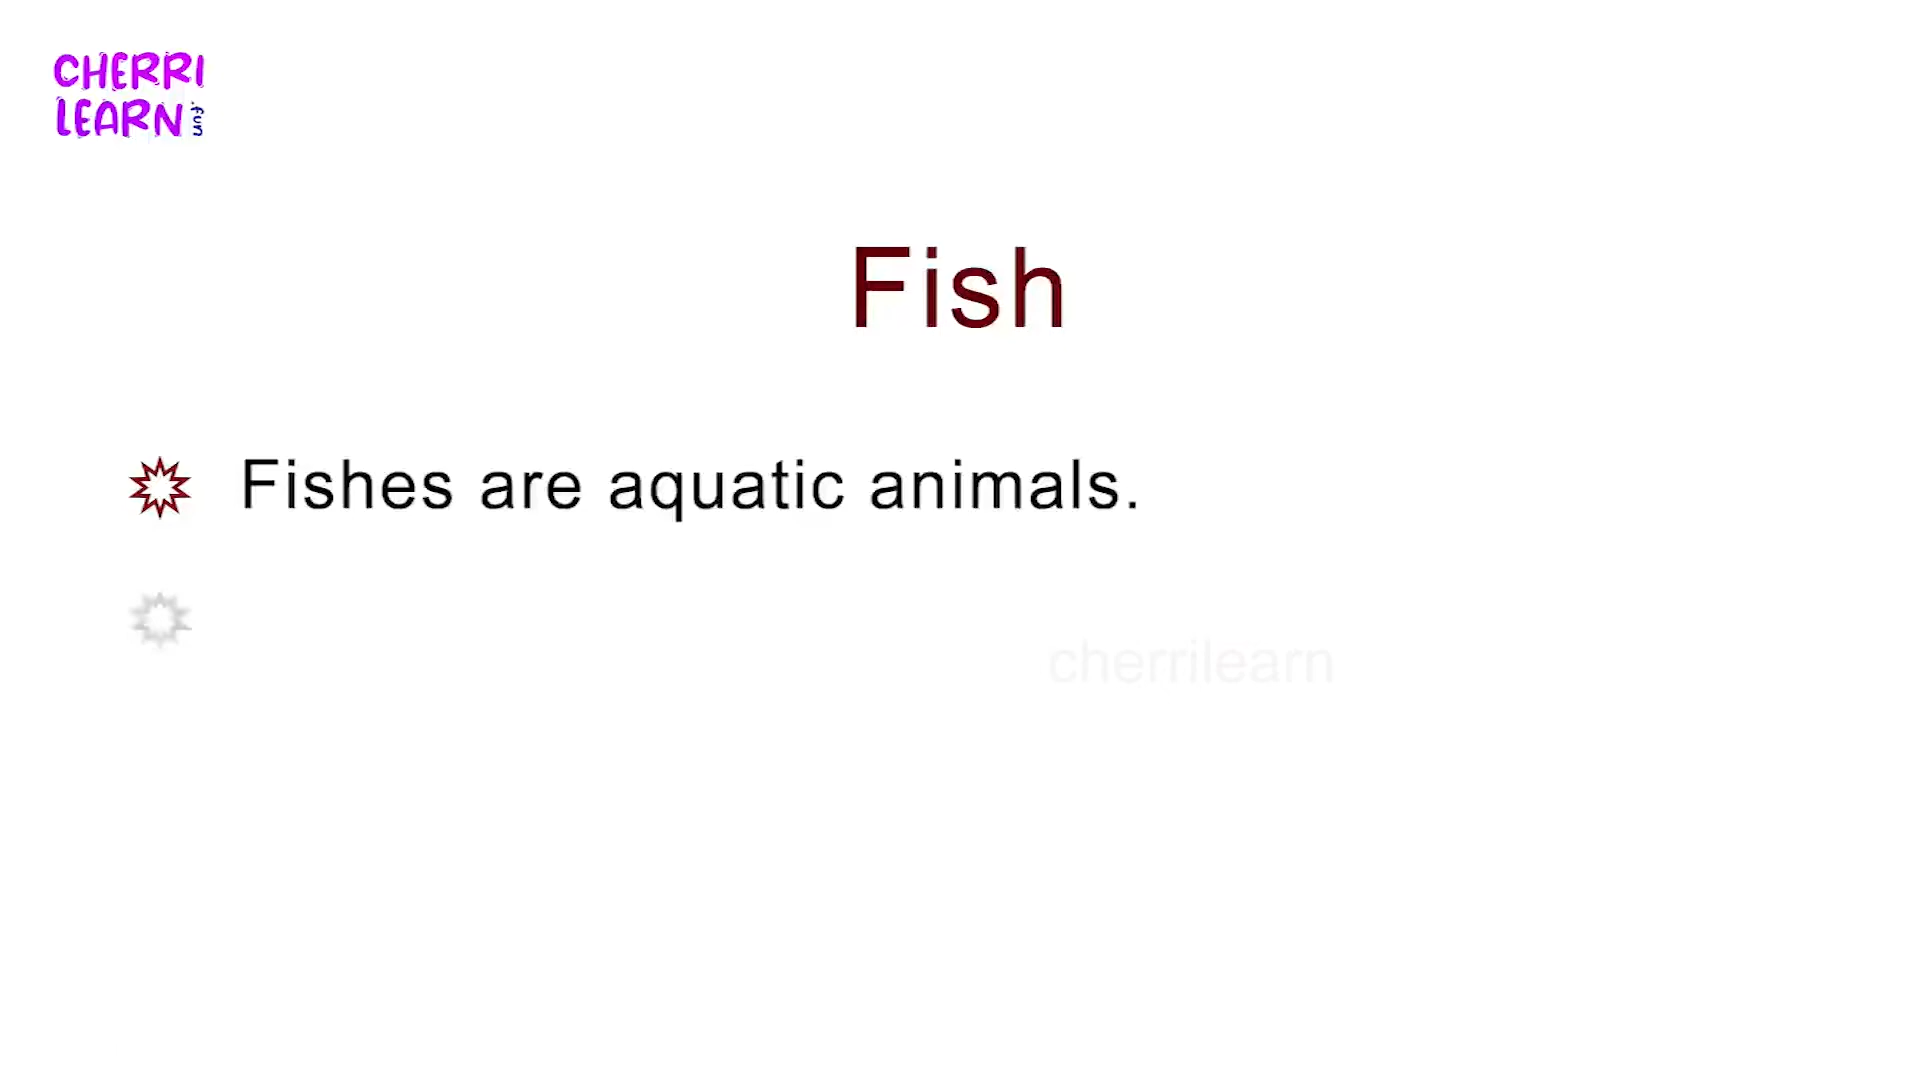 CHERRI
LEARN .fun
Fish
Fishes are aquatic animals.
cherrilearn